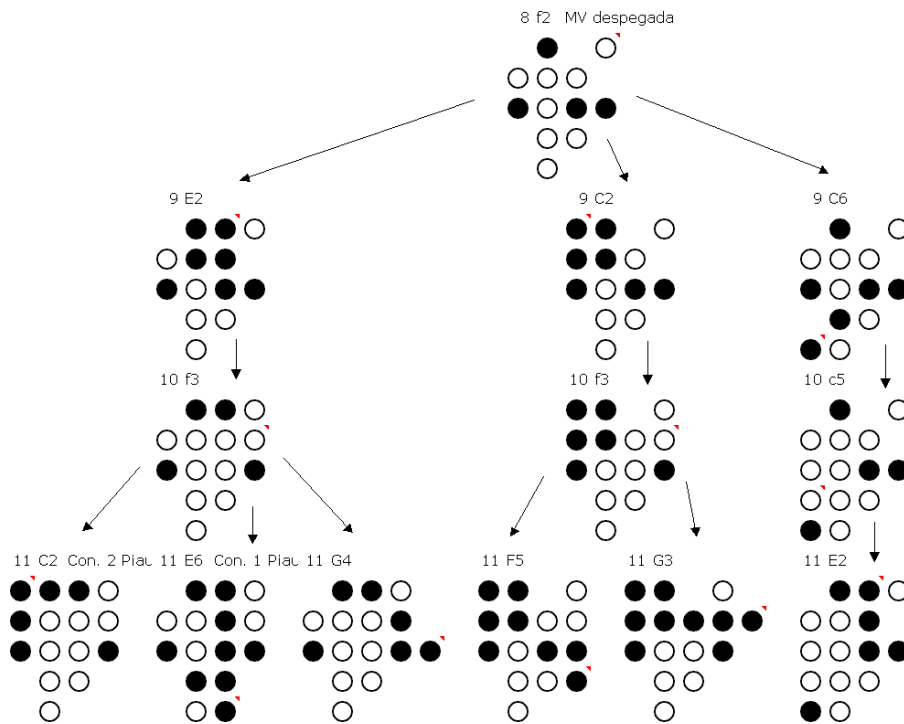 8 f2 MV despegada
9 E2
9 C2
9 C6
10 f3
10 f3
10 c5
11 C2 Con. 2 Piau
11 E6 Con. 1 Piau
11 G4
11 F5
11 G3
11 E2